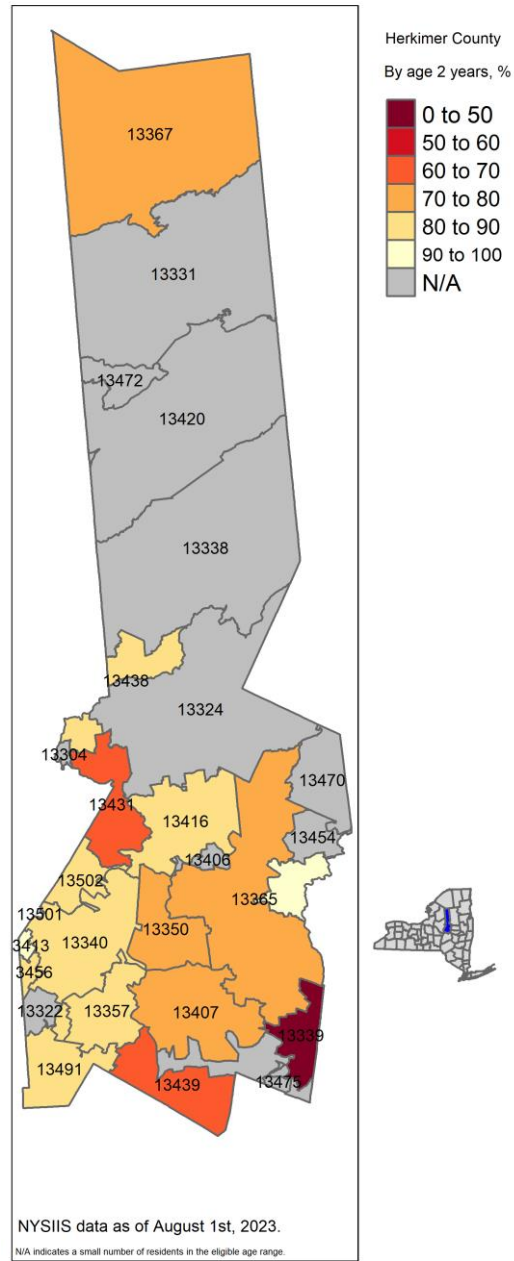 Herkimer County
By age 2 years, %
0 to 50
50 to 60
60 to 70
70 to 80
80 to 90
90 to 100
N/A
13367
13331
13472
13420
13338
13438
13324
13304
13470
13431
13416
13454
13406
13502
13365
13501
13350
3413
13340
3456
13322
13357
13407
13339
13491
13439
13475
NYSIIS data as of August 1st, 2023.
N/A indicates a small number of residents in the eligible age range.